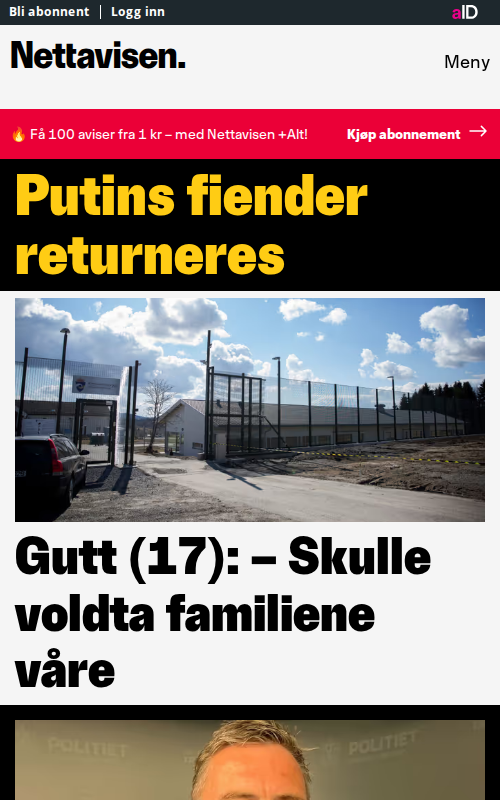 Bli abonnent | Logg inn
aID
Nettavisen.
Meny
🔥 Få 100 aviser fra 1 kr – med Nettavisen +Alt!
Kjøp abonnement →
Putins fiender
returneres
Gutt (17): – Skulle
voldta familiene
våre
POLITIET
POLITIET